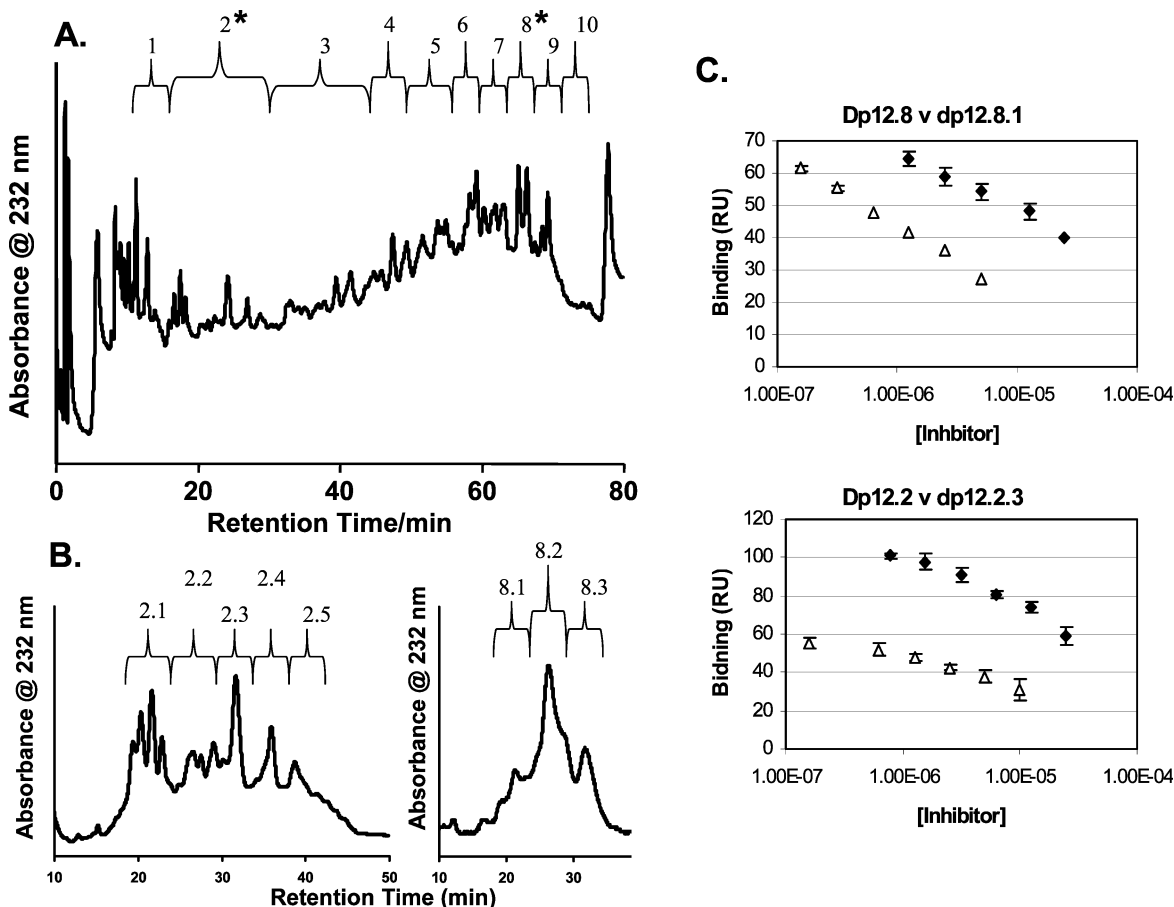 A.
1 2* 3 4 5 6 7 8* 9 10
Absorbance @ 232 nm
0 20 40 60 80
Retention Time/min
B.
2.1 2.2 2.3 2.4 2.5
Absorbance @ 232 nm
10 20 30 40 50
8.1 8.2 8.3
Absorbance @ 232 nm
10 20 30
Retention Time (min)
C.
Dp12.8 v dp12.8.1
Binding (RU)
70
60
50
40
30
20
10
0
1.00E-07 1.00E-06 1.00E-05 1.00E-04
[Inhbitor]
Dp12.2 v dp12.2.3
Bidning (RU)
120
100
80
60
40
20
0
1.00E-07 1.00E-06 1.00E-05 1.00E-04
[Inhibitor]